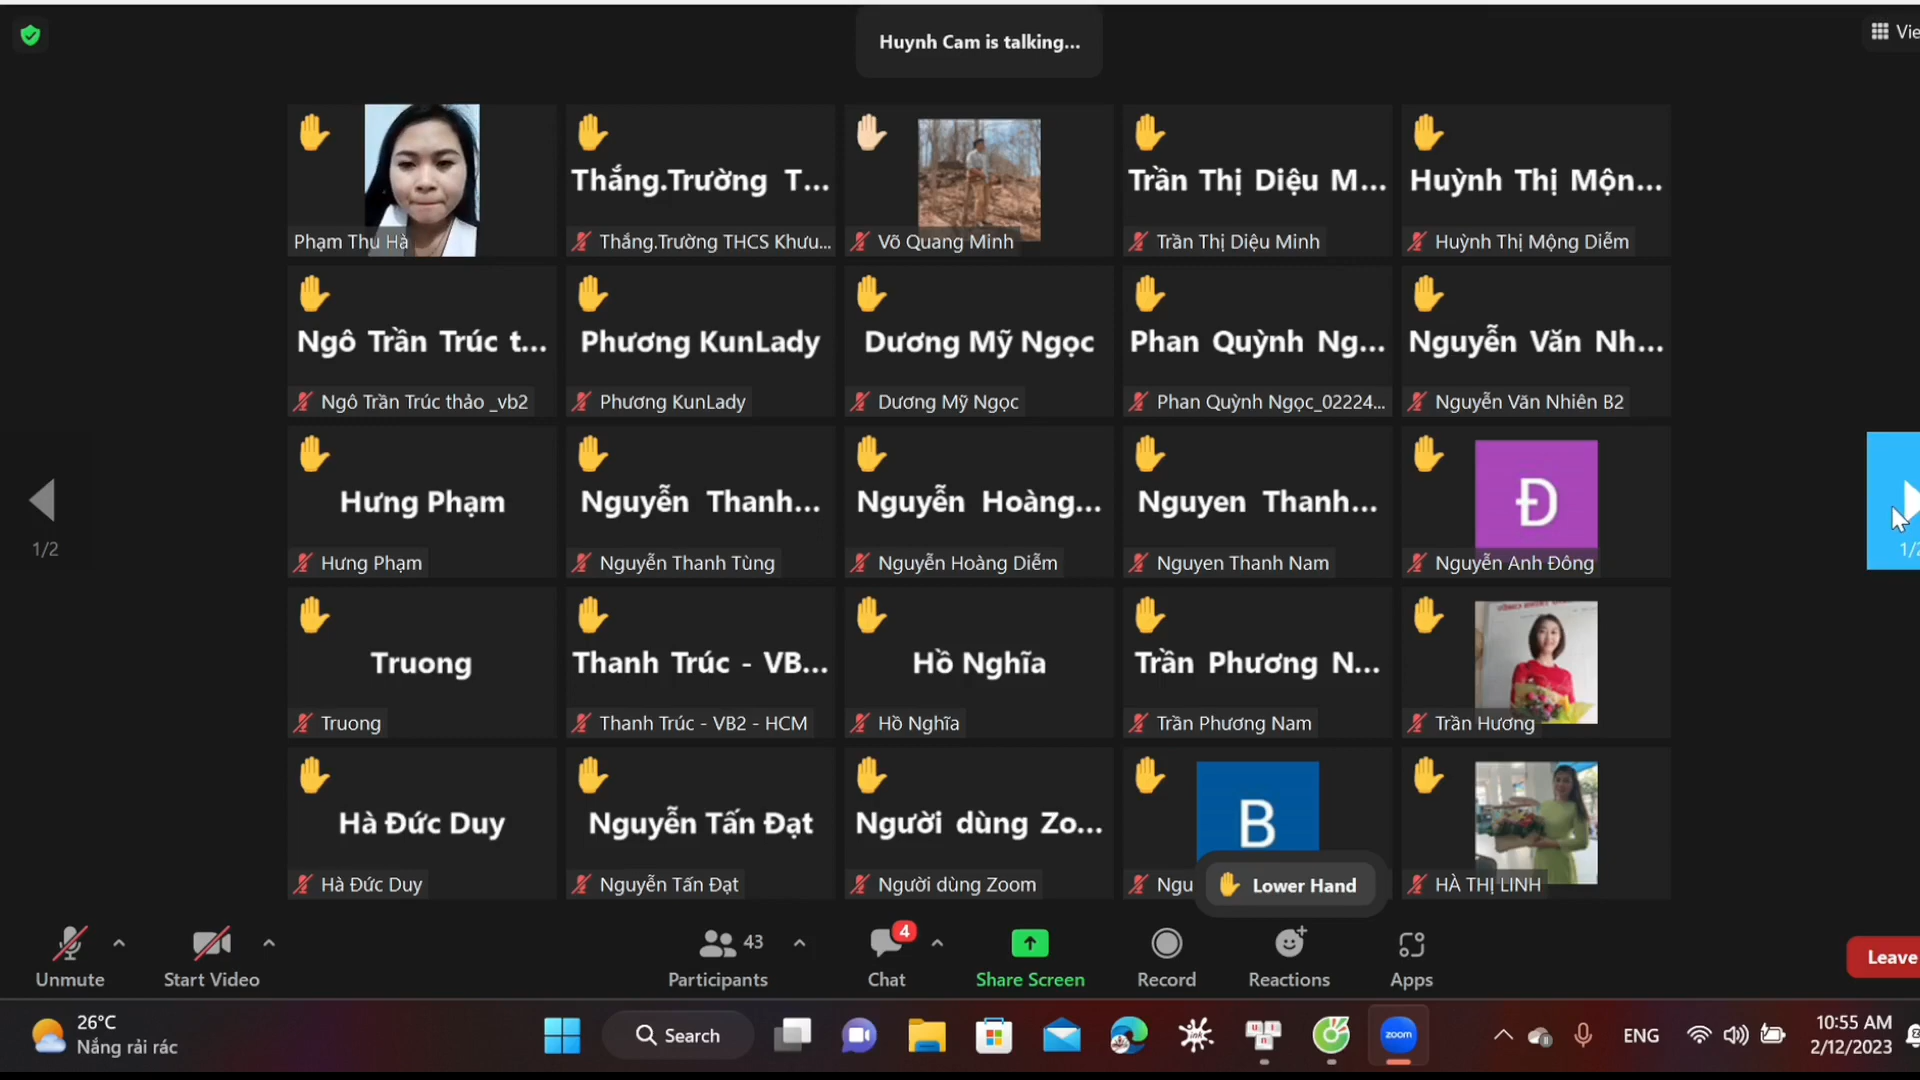 Huynh Cam is talking...
Vie
Phạm Thu Hà
Thắng.Trường T...
Thắng.Trường THCS Khưu...
Võ Quang Minh
Trần Thị Diệu M...
Trần Thị Diệu Minh
Huỳnh Thị Mộn...
Huỳnh Thị Mộng Diễm
Ngô Trần Trúc t...
Ngô Trần Trúc thảo _vb2
Phương KunLady
Phương KunLady
Dương Mỹ Ngọc
Dương Mỹ Ngọc
Phan Quỳnh Ng...
Phan Quỳnh Ngọc_02224...
Nguyễn Văn Nh...
Nguyễn Văn Nhiên B2
1/2
Hưng Phạm
Hưng Phạm
Nguyễn Thanh...
Nguyễn Thanh Tùng
Nguyễn Hoàng...
Nguyễn Hoàng Diễm
Nguyen Thanh...
Nguyen Thanh Nam
Đ
Nguyễn Anh Đông
1/2
Truong
Truong
Thanh Trúc - VB...
Thanh Trúc - VB2 - HCM
Hồ Nghĩa
Hồ Nghĩa
Trần Phương N...
Trần Phương Nam
Trần Hương
Hà Đức Duy
Hà Đức Duy
Nguyễn Tấn Đạt
Nguyễn Tấn Đạt
Người dùng Zo...
Người dùng Zoom
B
Ngu
Lower Hand
HÀ THỊ LINH
Unmute
Start Video
43
Participants
4
Chat
Share Screen
Record
Reactions
Apps
Leave
26°C
Nắng rải rác
Search
zoom
ENG
10:55 AM
2/12/2023